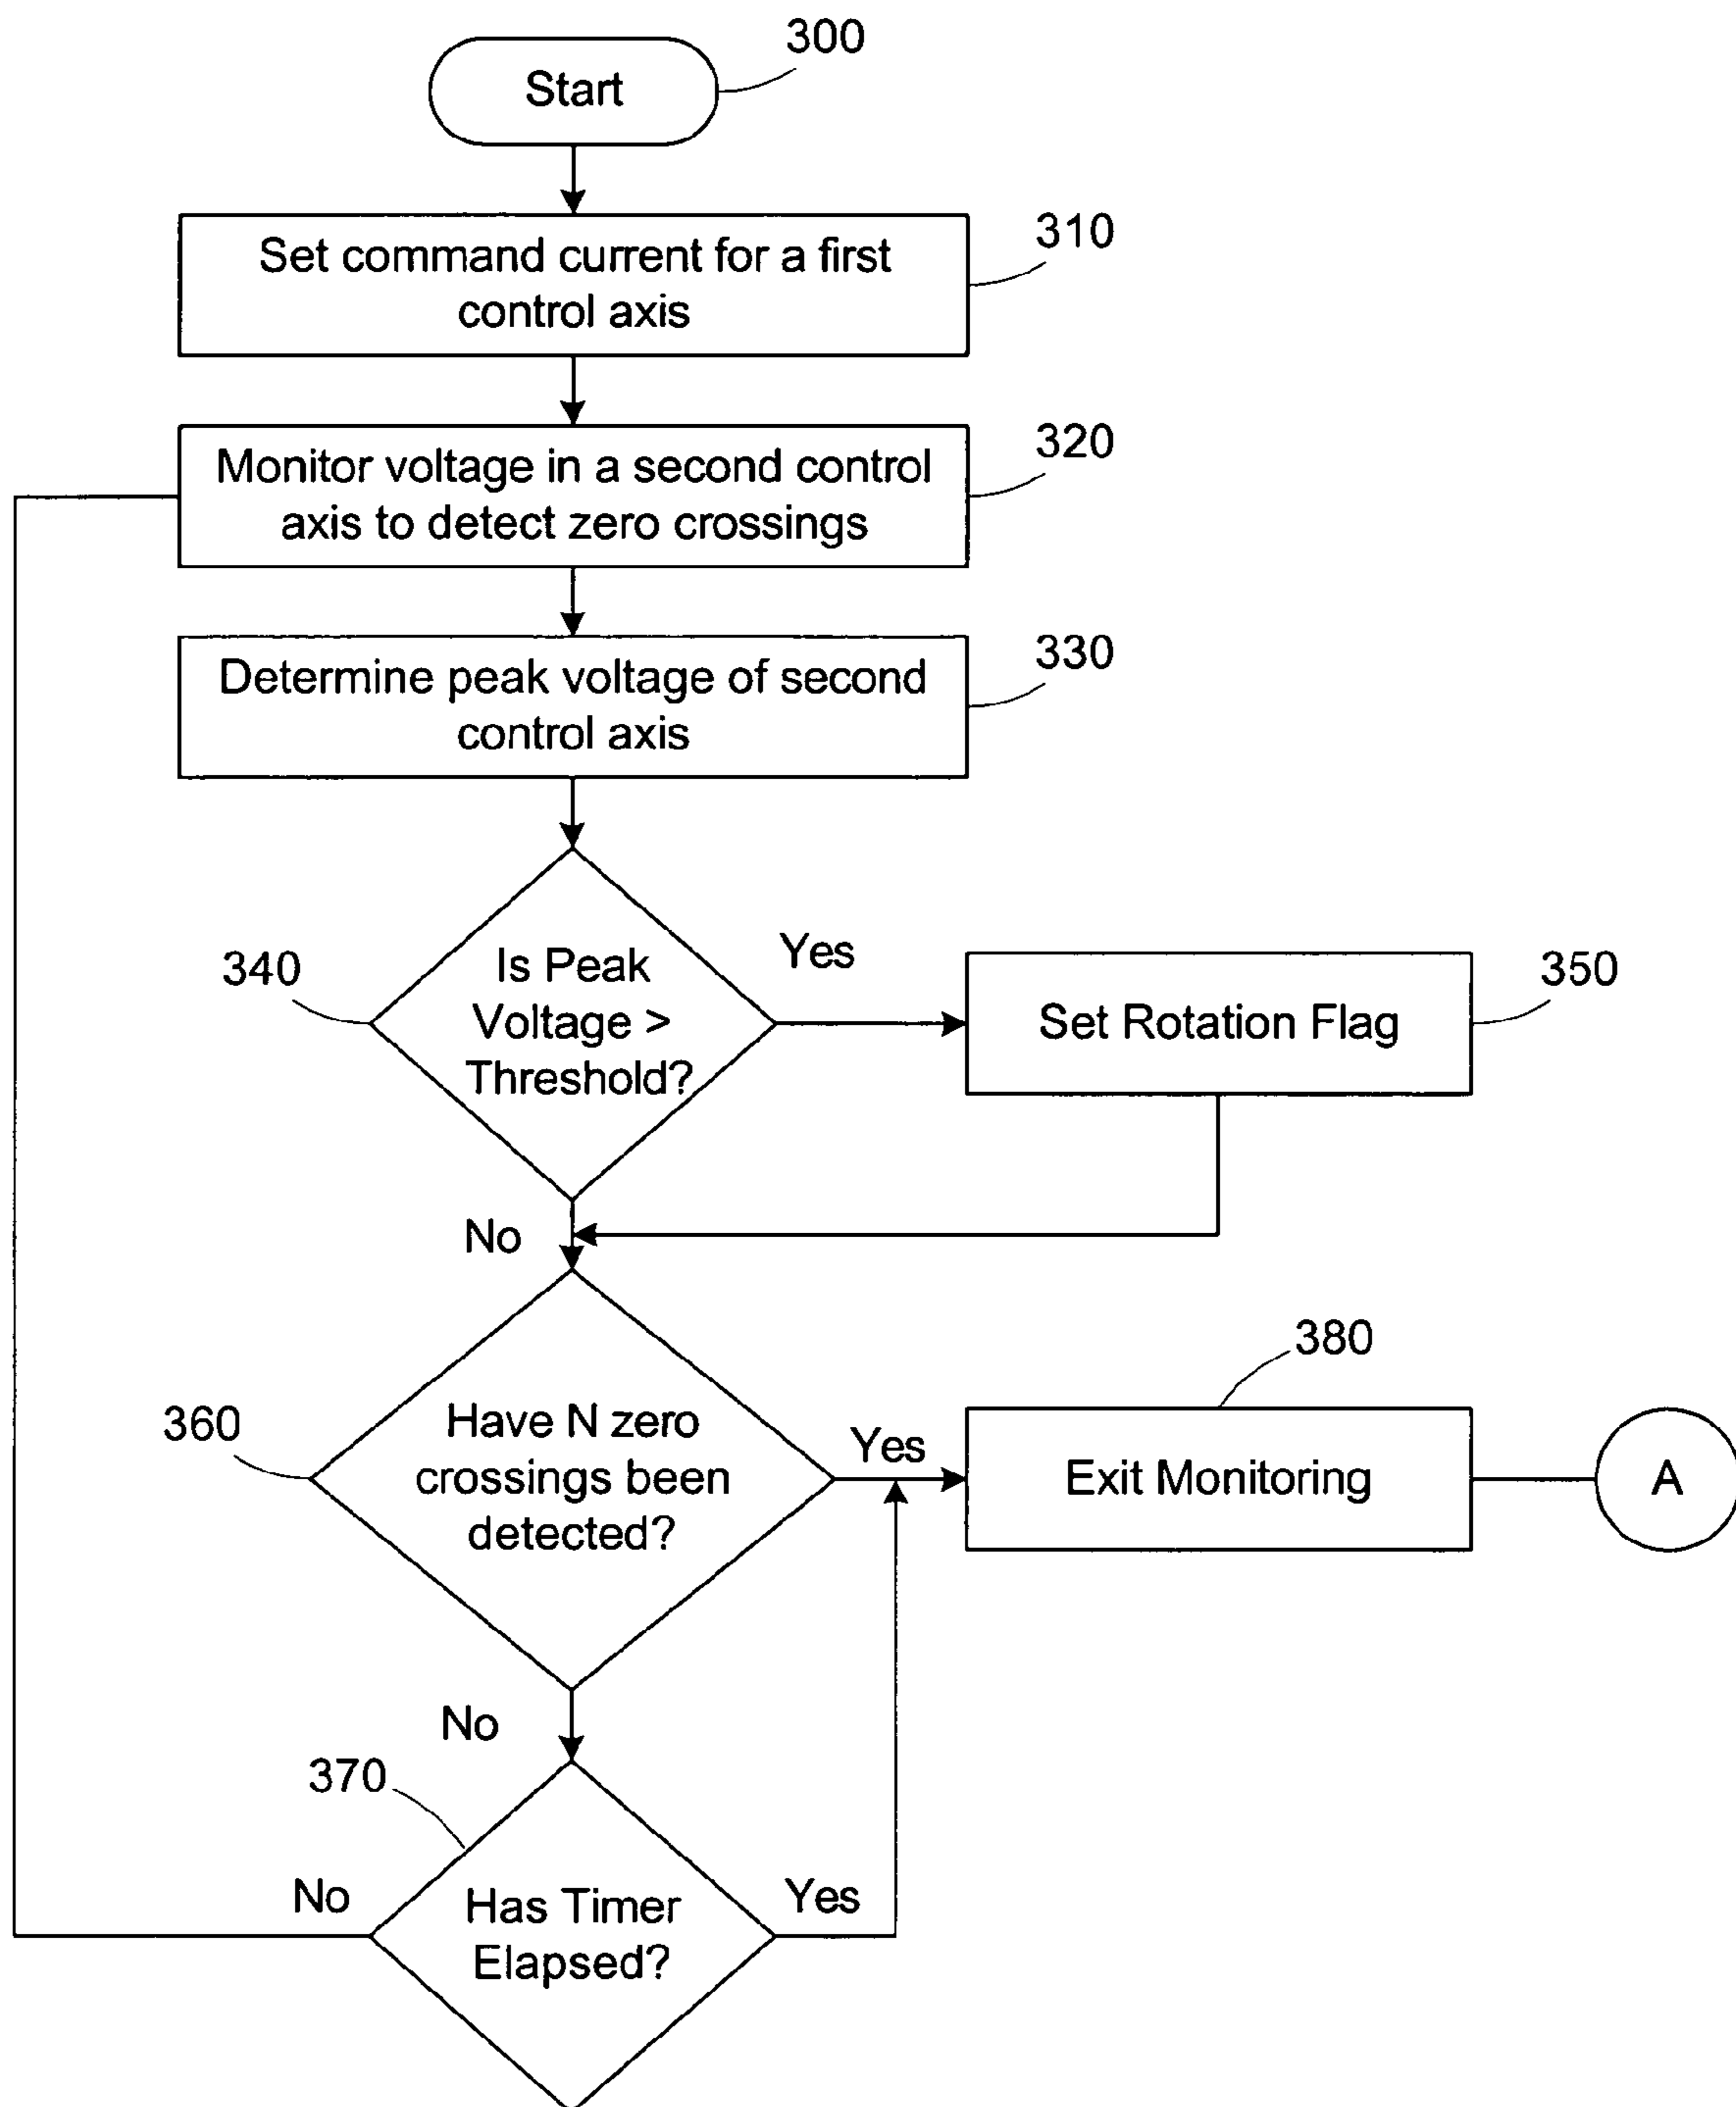 300
Start
310
Set command current for a first
control axis
320
Monitor voltage in a second control
axis to detect zero crossings
330
Determine peak voltage of second
control axis
340
Is Peak
Voltage >
Threshold?
Yes
350
Set Rotation Flag
No
360
Have N zero
crossings been
detected?
Yes
380
Exit Monitoring
A
No
370
Has Timer
Elapsed?
No
Yes